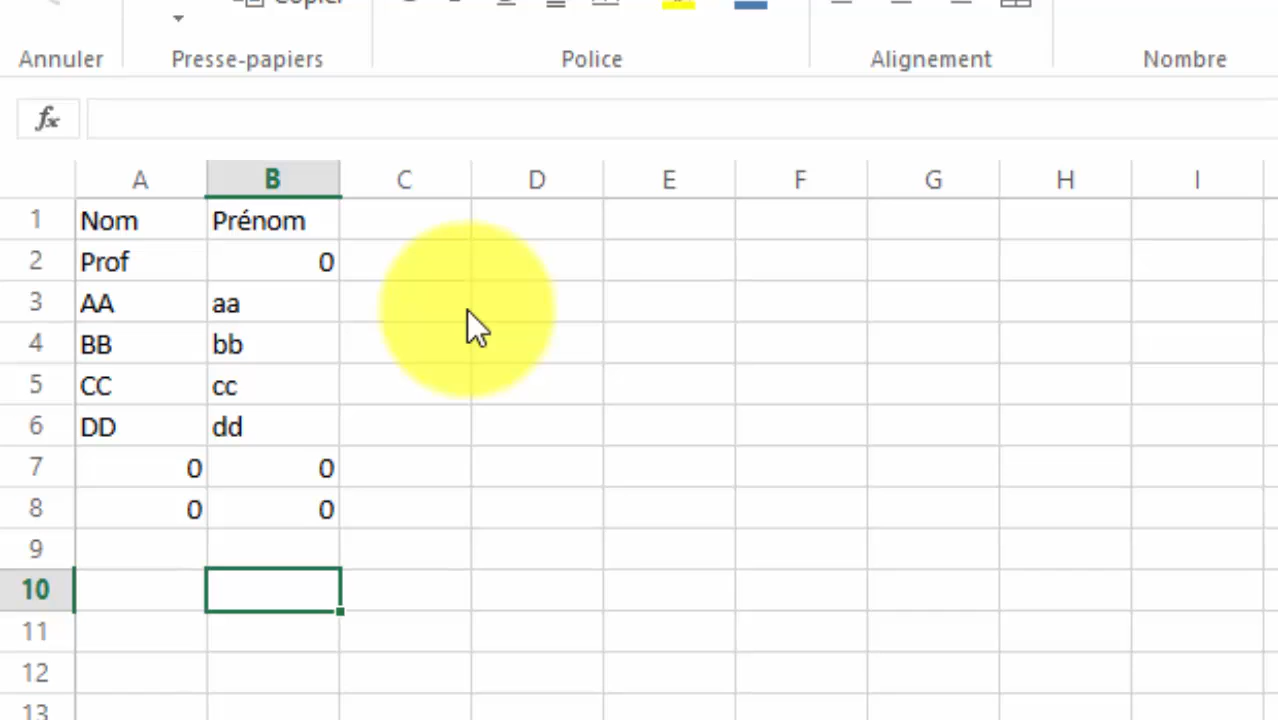 Copier
Annuler Presse-papiers Police Alignement Nombre
fx
A B C D E F G H I
1 Nom Prénom
2 Prof 0
3 AA aa
4 BB bb
5 CC cc
6 DD dd
7 0 0
8 0 0
9
10
11
12
13